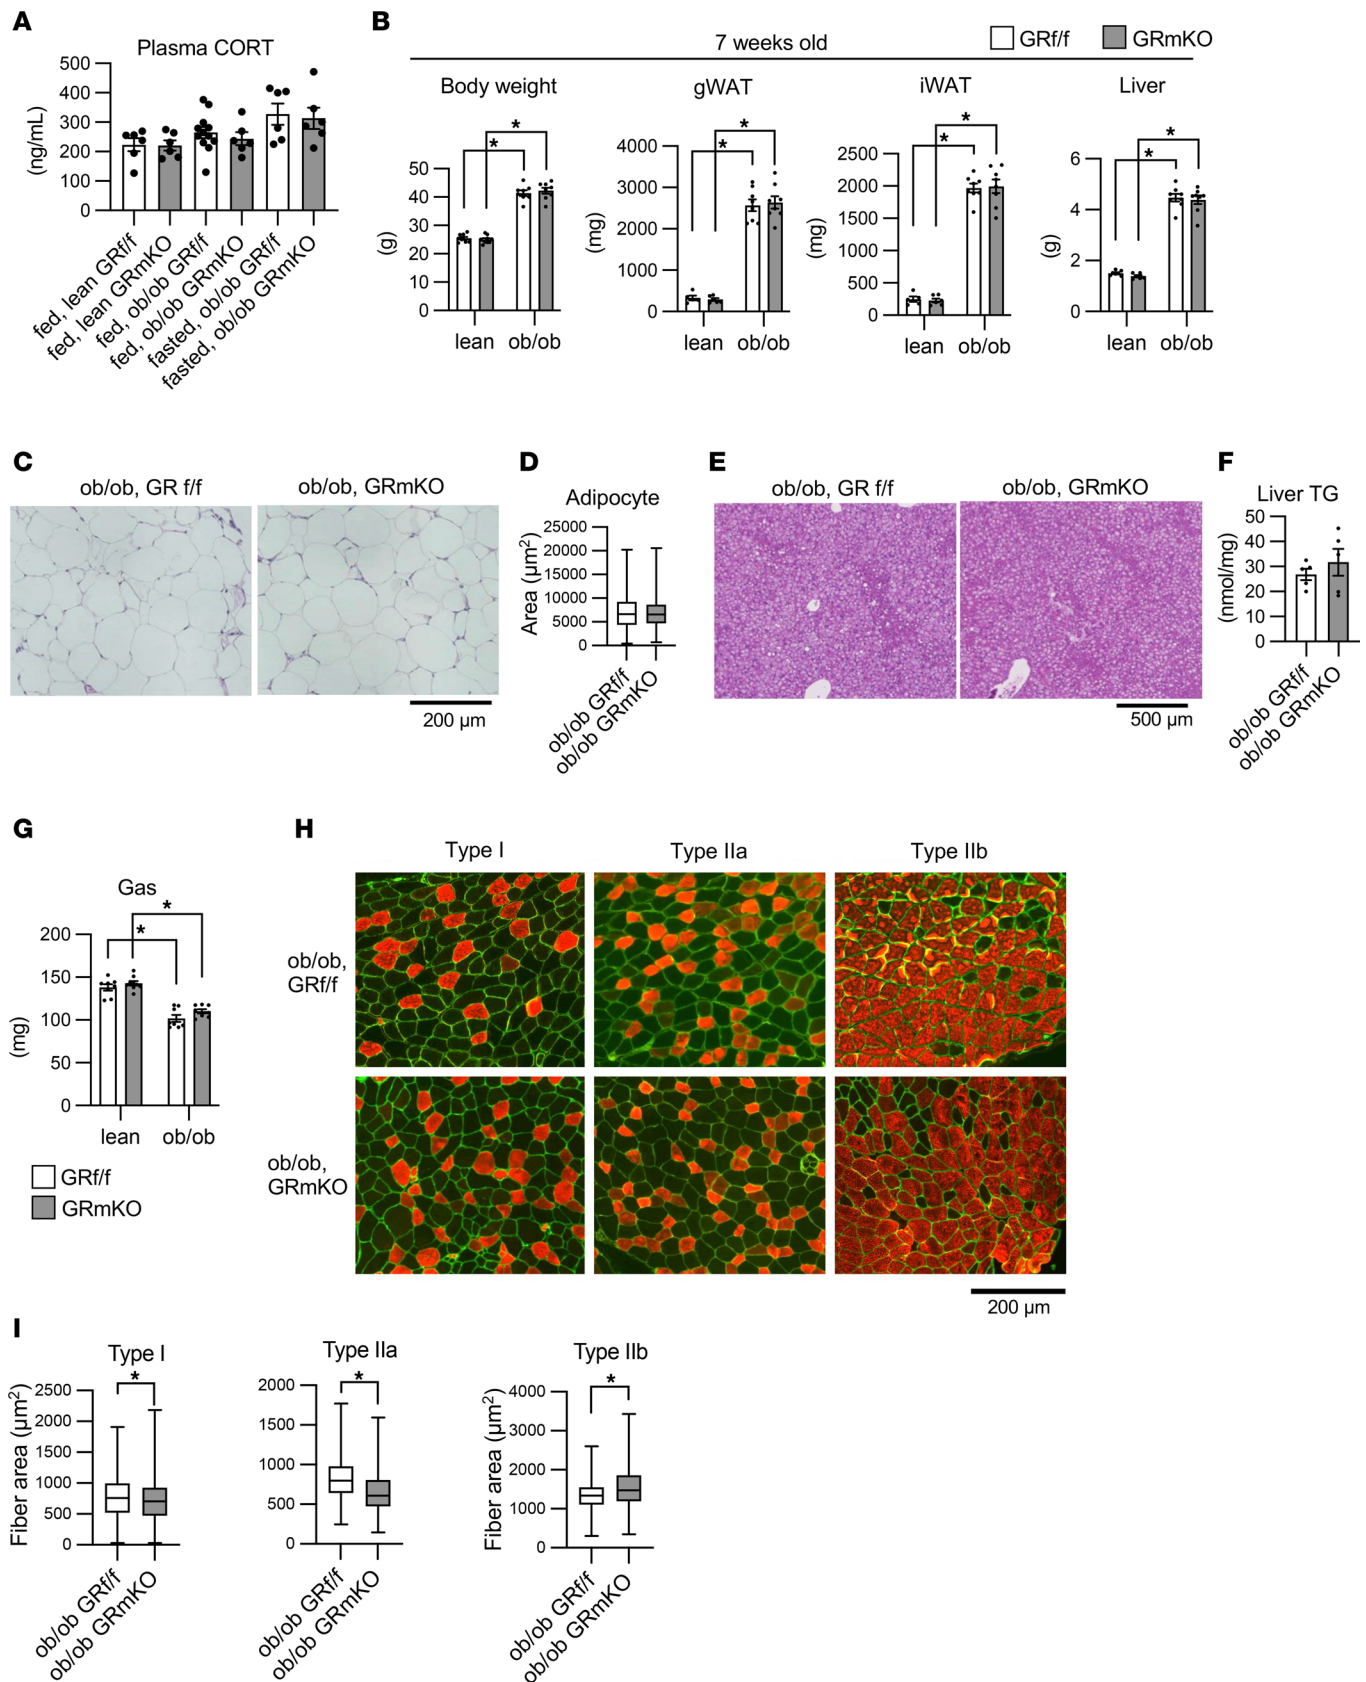 A
Plasma CORT
(ng/mL)
500
400
300
200
100
0
fed, lean GRf/f
fed, lean GRmKO
fed, ob/ob GRf/f
fed, ob/ob GRmKO
fasted, ob/ob GRf/f
fasted, ob/ob GRmKO
B
7 weeks old
GRf/f
GRmKO
Body weight
(g)
50
40
30
20
10
0
* *
lean ob/ob
gWAT
(mg)
4000
3000
2000
1000
0
* *
lean ob/ob
iWAT
(mg)
2500
2000
1500
1000
500
0
* *
lean ob/ob
Liver
(g)
6
4
2
0
* *
lean ob/ob
C
ob/ob, GR f/f
ob/ob, GRmKO
200 µm
D
Adipocyte
Area (µm²)
25000
20000
15000
10000
5000
0
ob/ob GRf/f
ob/ob GRmKO
E
ob/ob, GR f/f
ob/ob, GRmKO
500 µm
F
Liver TG
(nmol/mg)
50
40
30
20
10
0
ob/ob GRf/f
ob/ob GRmKO
G
Gas
(mg)
200
150
100
50
0
* *
lean ob/ob
GRf/f
GRmKO
H
Type I
Type IIa
Type IIb
ob/ob,
GRf/f
ob/ob,
GRmKO
200 µm
I
Type I
Fiber area (µm²)
2500
2000
1500
1000
500
0
*
ob/ob GRf/f
ob/ob GRmKO
Type IIa
2000
1500
1000
500
0
*
ob/ob GRf/f
ob/ob GRmKO
Type IIb
Fiber area (µm²)
4000
3000
2000
1000
0
*
ob/ob GRf/f
ob/ob GRmKO